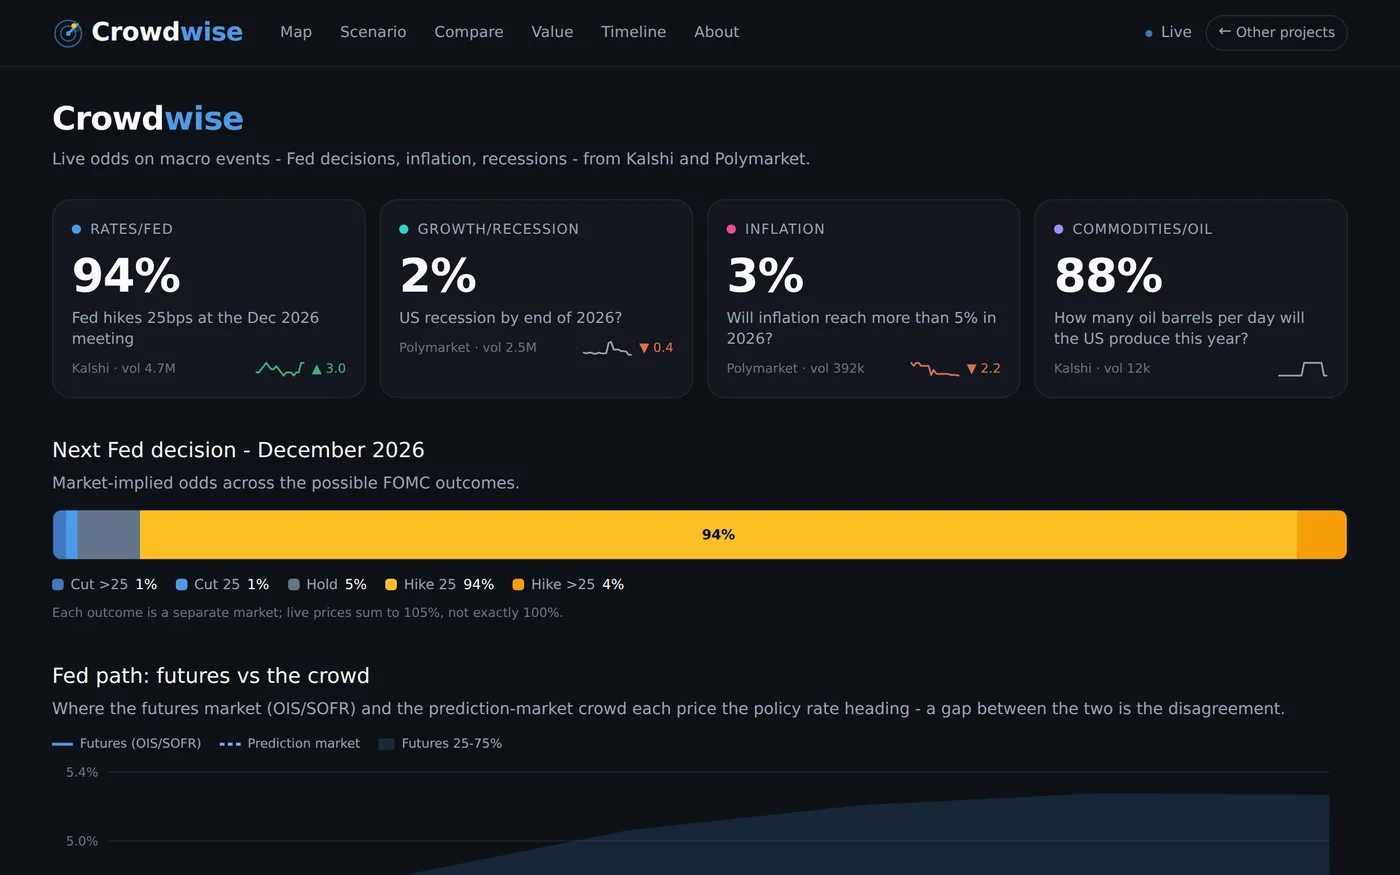 Crowdwise Map Scenario Compare Value Timeline About Live ← Other projects
Crowdwise
Live odds on macro events - Fed decisions, inflation, recessions - from Kalshi and Polymarket.
RATES/FED
94%
Fed hikes 25bps at the Dec 2026
meeting
Kalshi · vol 4.7M ▲ 3.0
GROWTH/RECESSION
2%
US recession by end of 2026?
Polymarket · vol 2.5M ▼ 0.4
INFLATION
3%
Will inflation reach more than 5% in
2026?
Polymarket · vol 392k ▼ 2.2
COMMODITIES/OIL
88%
How many oil barrels per day will
the US produce this year?
Kalshi · vol 12k
Next Fed decision - December 2026
Market-implied odds across the possible FOMC outcomes.
94%
Cut >25 1% Cut 25 1% Hold 5% Hike 25 94% Hike >25 4%
Each outcome is a separate market; live prices sum to 105%, not exactly 100%.
Fed path: futures vs the crowd
Where the futures market (OIS/SOFR) and the prediction-market crowd each price the policy rate heading - a gap between the two is the disagreement.
Futures (OIS/SOFR) Prediction market Futures 25-75%
5.4%
5.0%